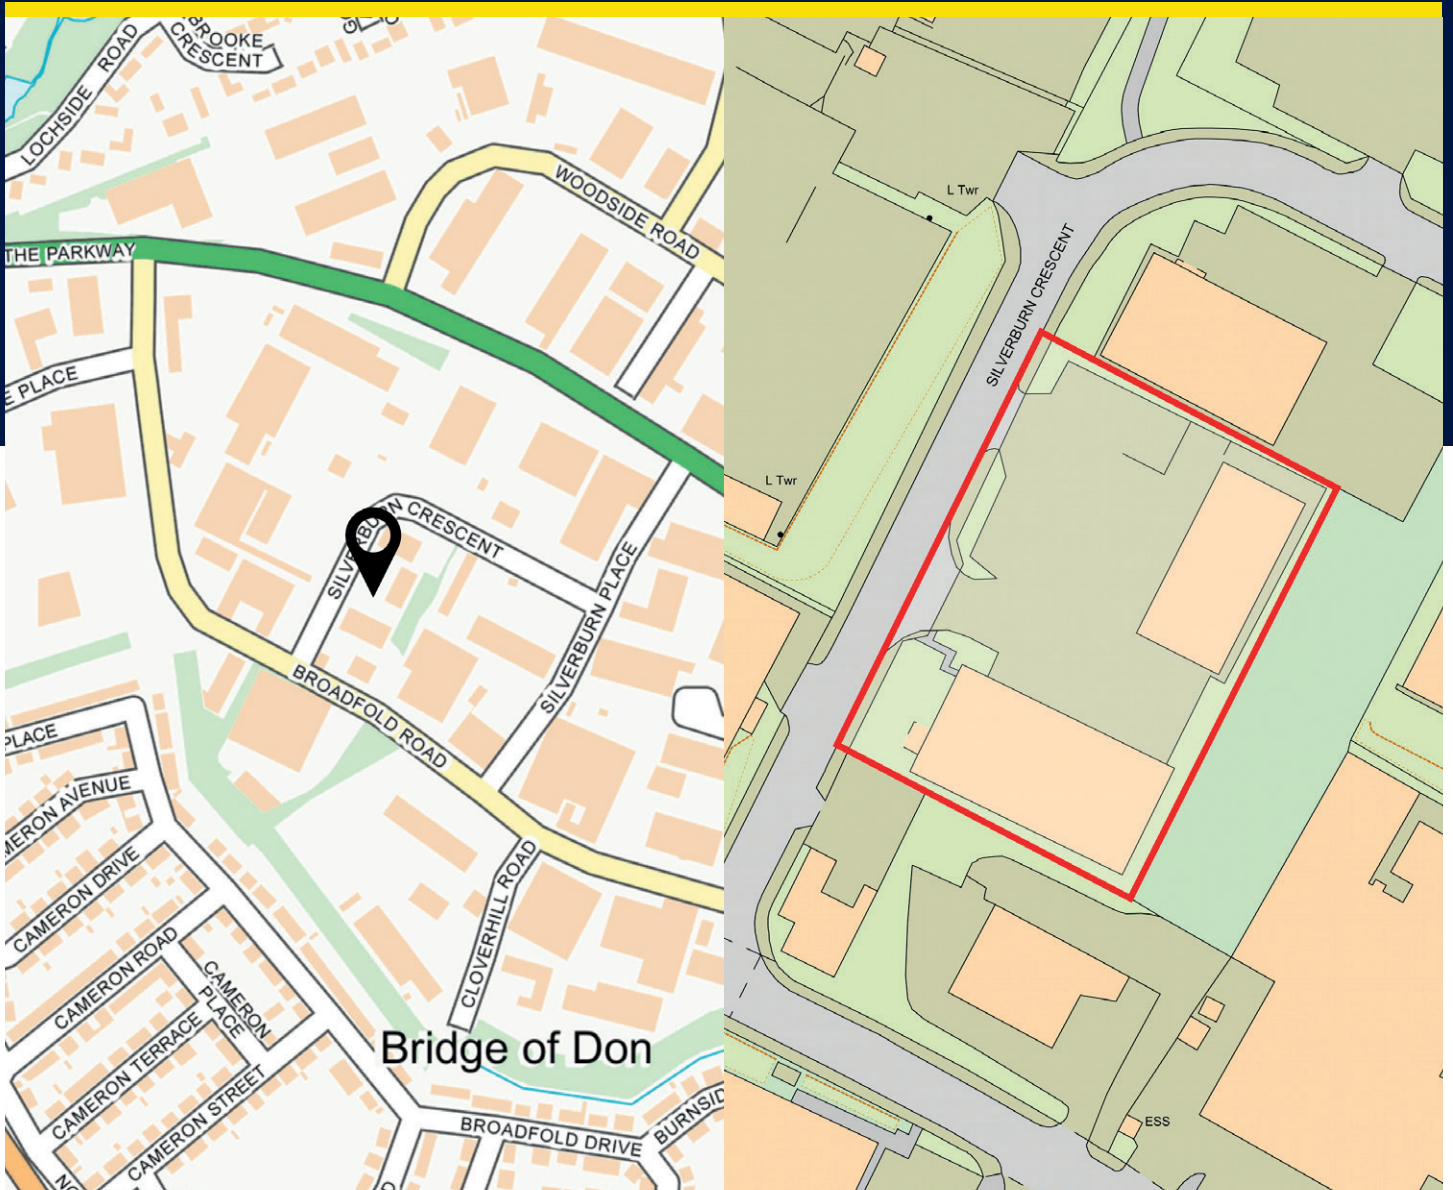 BROOKE
CRESCENT
LOCHSIDE ROAD
WOODSIDE ROAD
THE PARKWAY
E PLACE
SILVERBURN CRESCENT
SILVERBURN PLACE
BROADFOLD ROAD
PLACE
MERON AVENUE
CAMERON DRIVE
CAMERON ROAD
CAMERON
PLACE
CAMERON TERRACE
CAMERON STREET
CLOVERHILL ROAD
Bridge of Don
BROADFOLD DRIVE
BURNSID
NO
L Twr
SILVERBURN CRESCENT
L Twr
ESS